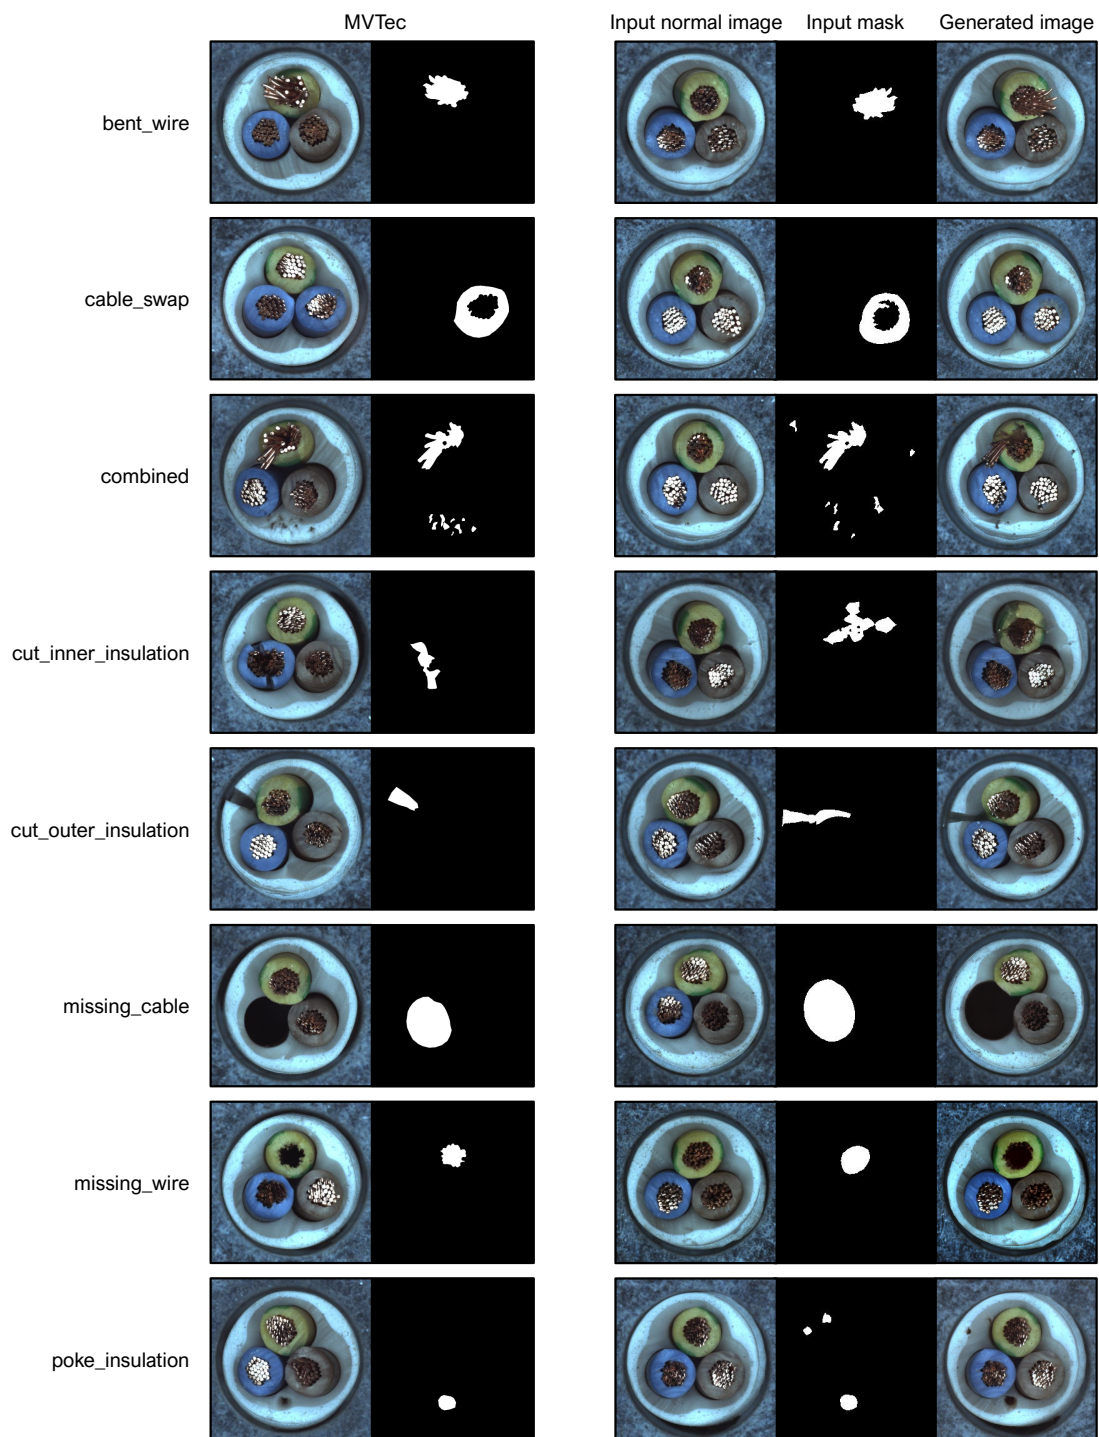 MVTec
Input normal image
Input mask
Generated image
bent_wire
cable_swap
combined
cut_inner_insulation
cut_outer_insulation
missing_cable
missing_wire
poke_insulation